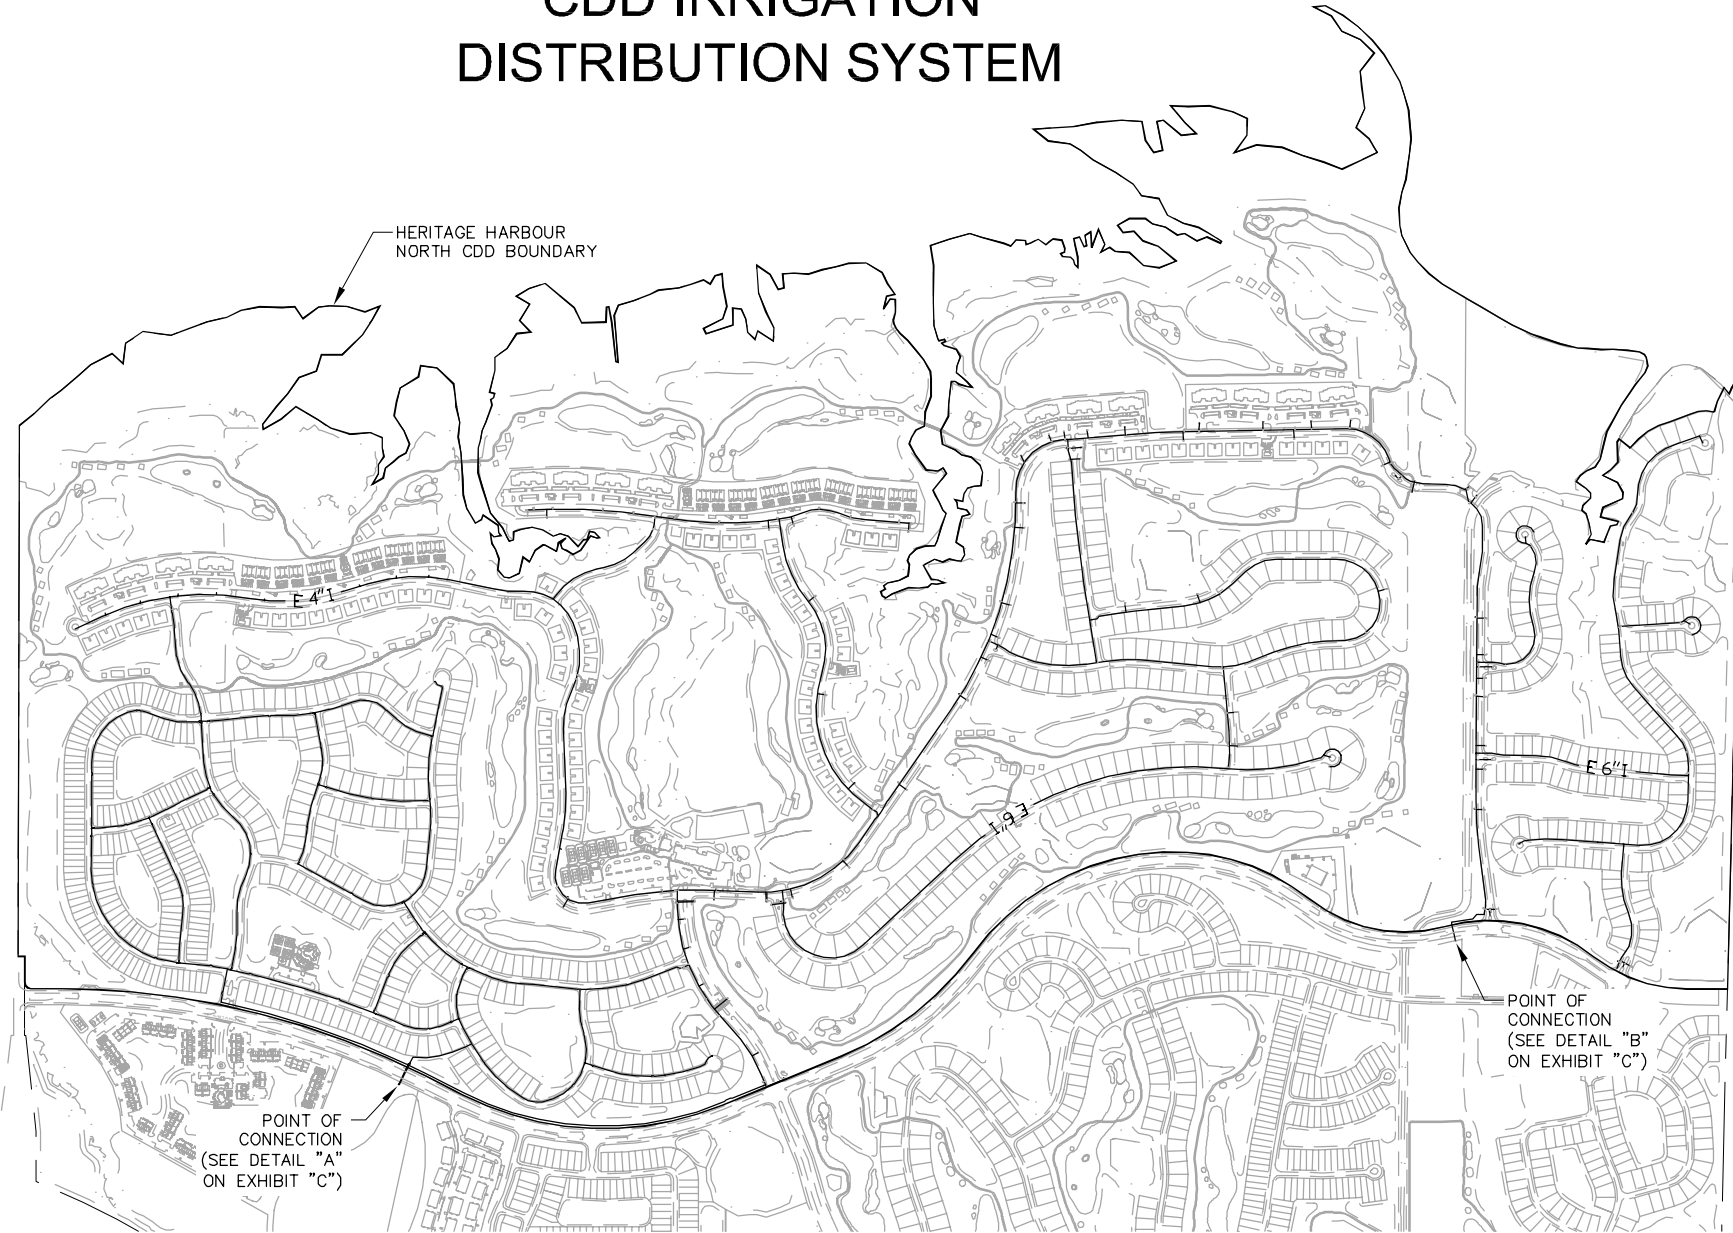 CDD IRRIGATION
DISTRIBUTION SYSTEM
HERITAGE HARBOUR
NORTH CDD BOUNDARY
E 4"I
E 6"I
E 6"I
POINT OF
CONNECTION
(SEE DETAIL "B"
ON EXHIBIT "C")
POINT OF
CONNECTION
(SEE DETAIL "A"
ON EXHIBIT "C")